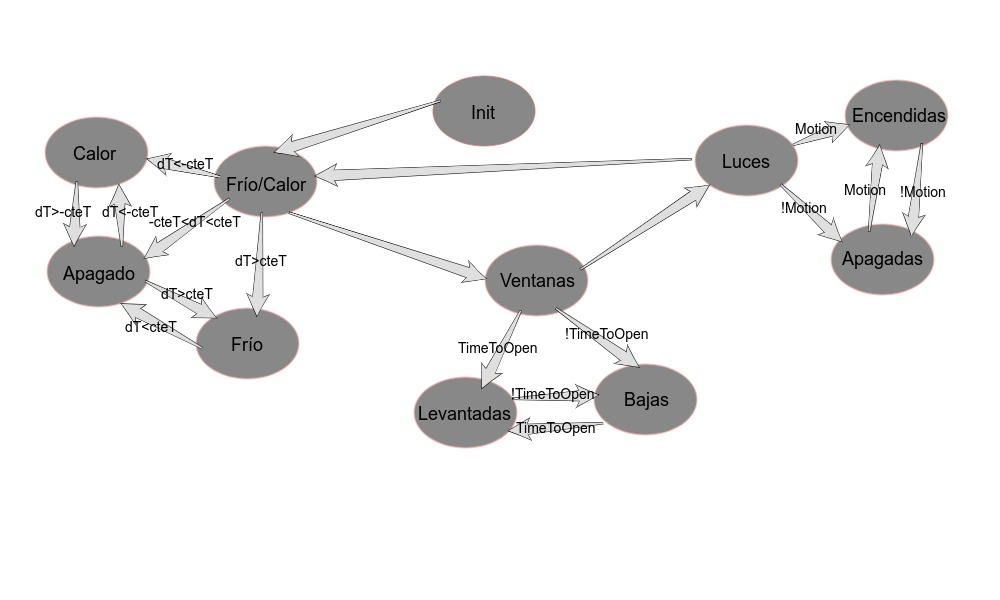 Init
Encendidas
Motion
Calor
Luces
dT<-cteT
Frío/Calor
Motion
!Motion
!Motion
dT>-cteT
dT<-cteT
-cteT<dT<cteT
Apagadas
dT>cteT
Apagado
Ventanas
dT>cteT
dT<cteT
Frío
TimeToOpen
!TimeToOpen
!TimeToOpen
Bajas
Levantadas
TimeToOpen